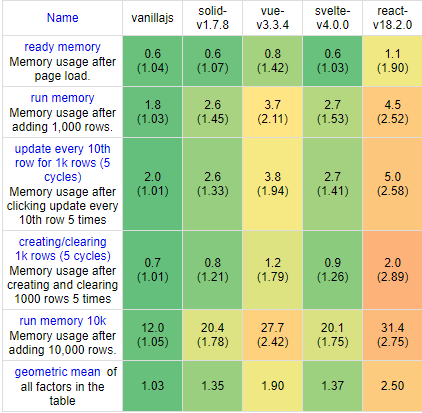 Name vanillajs solid-v1.7.8 vue-v3.3.4 svelte-v4.0.0 react-v18.2.0
ready memory
Memory usage after
page load.
0.6 0.6 0.8 0.6 1.1
(1.04) (1.07) (1.42) (1.03) (1.90)
run memory
Memory usage after
adding 1,000 rows.
1.8 2.6 3.7 2.7 4.5
(1.03) (1.45) (2.11) (1.53) (2.52)
update every 10th
row for 1k rows (5
cycles)
Memory usage after
clicking update every
10th row 5 times
2.0 2.6 3.8 2.7 5.0
(1.01) (1.33) (1.94) (1.41) (2.58)
creating/clearing
1k rows (5 cycles)
Memory usage after
creating and clearing
1000 rows 5 times
0.7 0.8 1.2 0.9 2.0
(1.01) (1.21) (1.79) (1.26) (2.89)
run memory 10k
Memory usage after
adding 10,000 rows.
12.0 20.4 27.7 20.1 31.4
(1.05) (1.78) (2.42) (1.75) (2.75)
geometric mean of
all factors in the
table
1.03 1.35 1.90 1.37 2.50